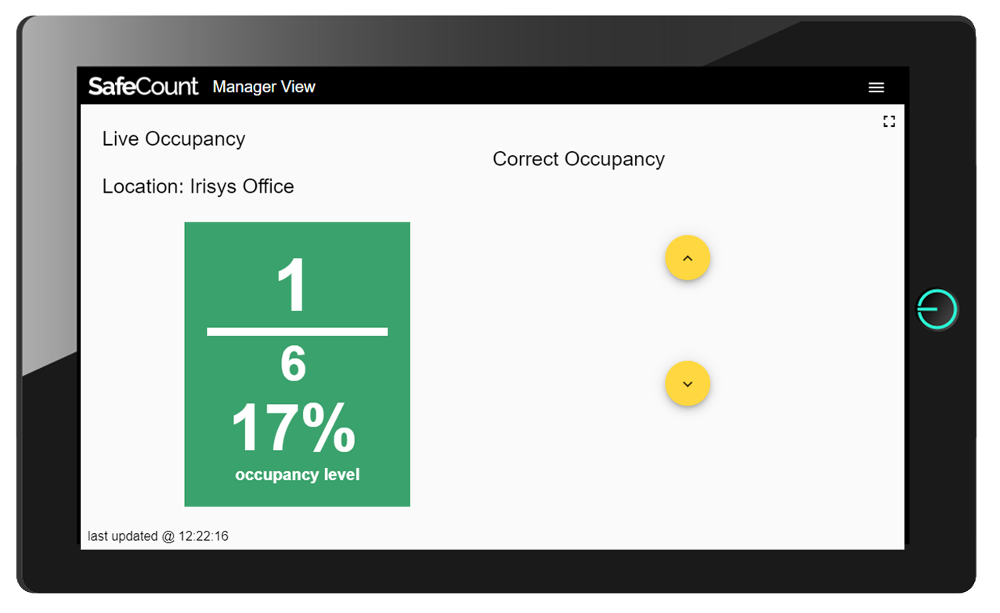 SafeCount Manager View
Live Occupancy
Location: Irisys Office
Correct Occupancy
1
6
17%
occupancy level
last updated @ 12:22:16